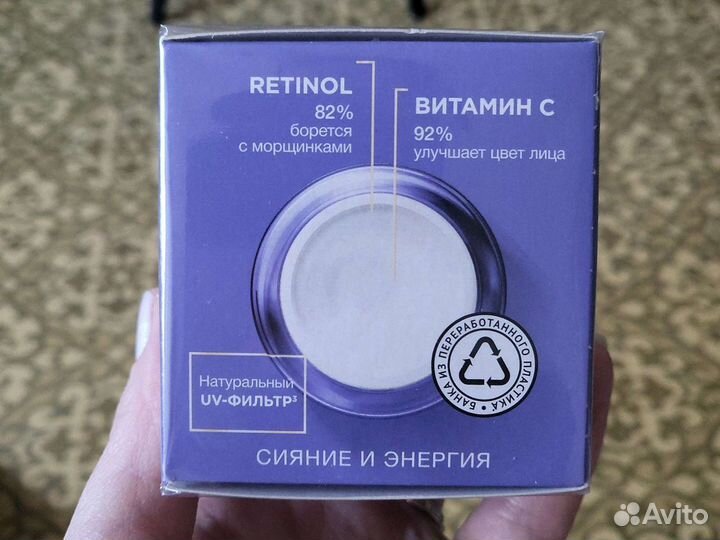 RETINOL
82%
борется
с морщинками
ВИТАМИН С
92%
улучшает цвет лица
Натуральный
UV-ФИЛЬТР³
БАНКА ИЗ ПЕРЕРАБОТАННОГО ПЛАСТИКА
СИЯНИЕ И ЭНЕРГИЯ
Avito